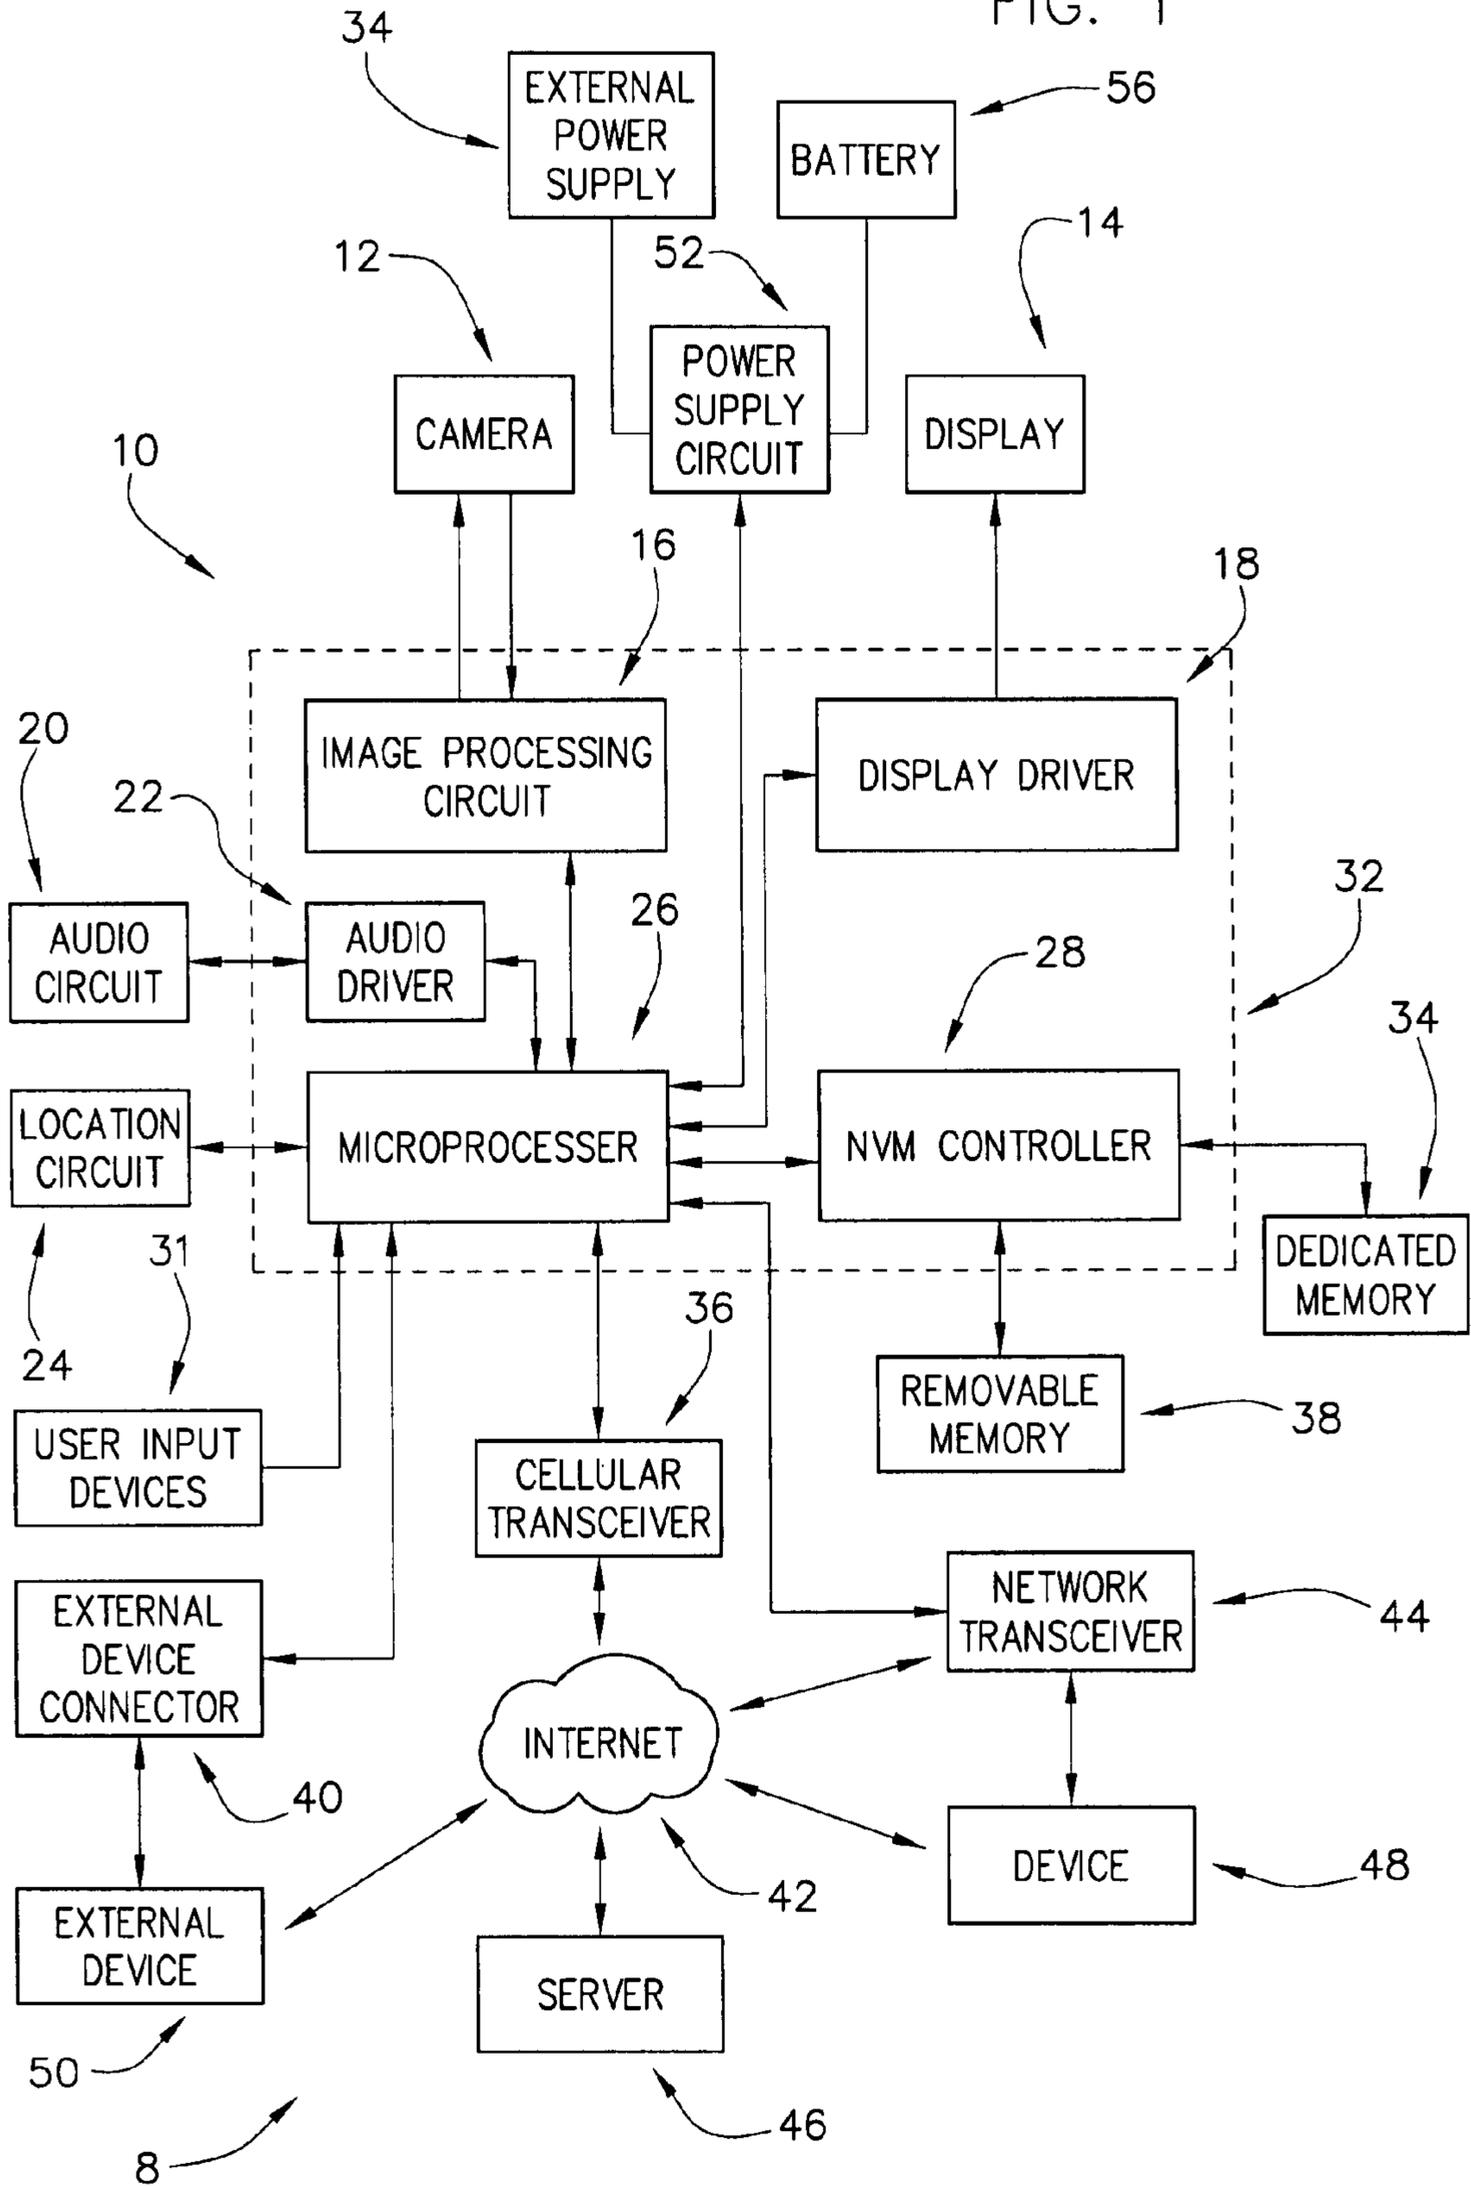 FIG. 1
34
EXTERNAL
POWER
SUPPLY
56
BATTERY
14
12
52
POWER
SUPPLY
CIRCUIT
CAMERA
DISPLAY
10
16
18
20
IMAGE PROCESSING
CIRCUIT
DISPLAY DRIVER
22
32
26
AUDIO
CIRCUIT
AUDIO
DRIVER
28
34
LOCATION
CIRCUIT
MICROPROCESSER
NVM CONTROLLER
31
DEDICATED
MEMORY
24
36
REMOVABLE
MEMORY
38
USER INPUT
DEVICES
CELLULAR
TRANSCEIVER
EXTERNAL
DEVICE
CONNECTOR
NETWORK
TRANSCEIVER
44
INTERNET
40
DEVICE
48
42
EXTERNAL
DEVICE
SERVER
50
46
8